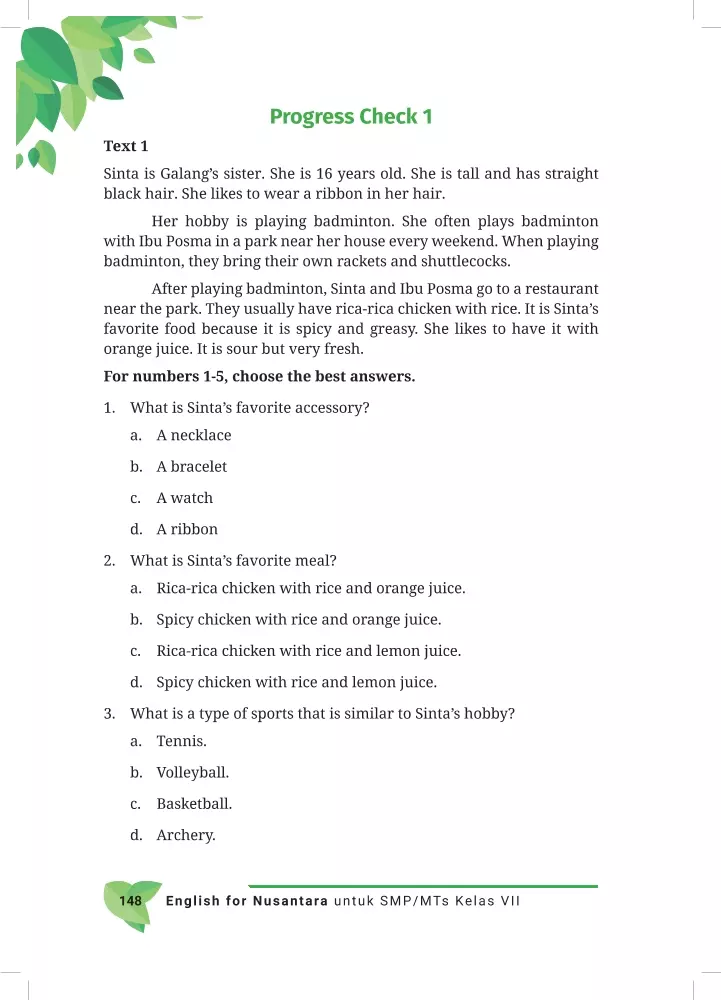 Progress Check 1
Text 1
Sinta is Galang's sister. She is 16 years old. She is tall and has straight
black hair. She likes to wear a ribbon in her hair.
Her hobby is playing badminton. She often plays badminton
with Ibu Posma in a park near her house every weekend. When playing
badminton, they bring their own rackets and shuttlecocks.
After playing badminton, Sinta and Ibu Posma go to a restaurant
near the park. They usually have rica-rica chicken with rice. It is Sinta's
favorite food because it is spicy and greasy. She likes to have it with
orange juice. It is sour but very fresh.
For numbers 1-5, choose the best answers.
1. What is Sinta's favorite accessory?
a. A necklace
b. A bracelet
c. A watch
d. A ribbon
2. What is Sinta's favorite meal?
a. Rica-rica chicken with rice and orange juice.
b. Spicy chicken with rice and orange juice.
c. Rica-rica chicken with rice and lemon juice.
d. Spicy chicken with rice and lemon juice.
3. What is a type of sports that is similar to Sinta's hobby?
a. Tennis.
b. Volleyball.
c. Basketball.
d. Archery.
148 English for Nusantara untuk SMP/MTs Kelas VII